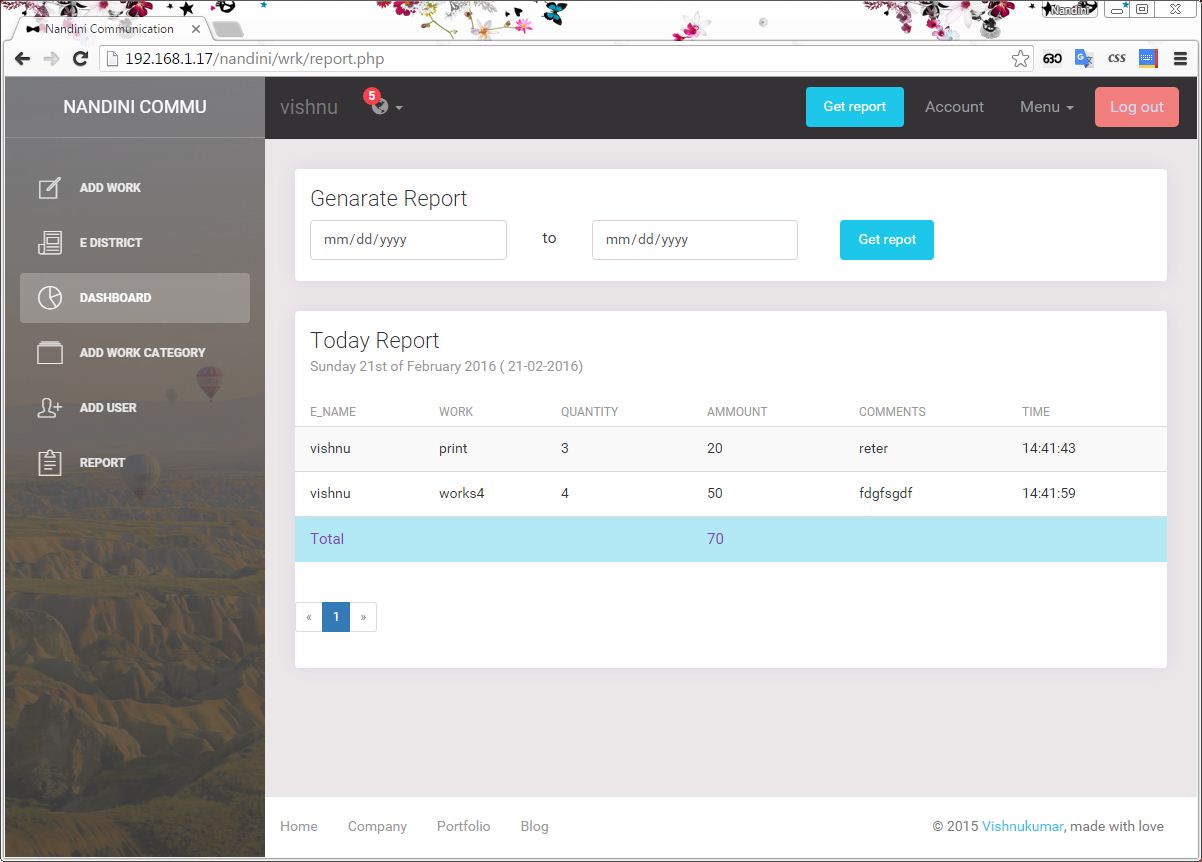 Nandini
Nandini Communication
192.168.1.17/nandini/wrk/report.php
CSS
NANDINI COMMU
vishnu
5
Get report
Account
Menu
Log out
ADD WORK
E DISTRICT
DASHBOARD
ADD WORK CATEGORY
ADD USER
REPORT
Genarate Report
mm/dd/yyyy to mm/dd/yyyy Get repot
Today Report
Sunday 21st of February 2016 ( 21-02-2016)
E_NAME WORK QUANTITY AMMOUNT COMMENTS TIME
vishnu print 3 20 reter 14:41:43
vishnu works4 4 50 fdgfsgdf 14:41:59
Total 70
« 1 »
Home Company Portfolio Blog © 2015 Vishnukumar, made with love